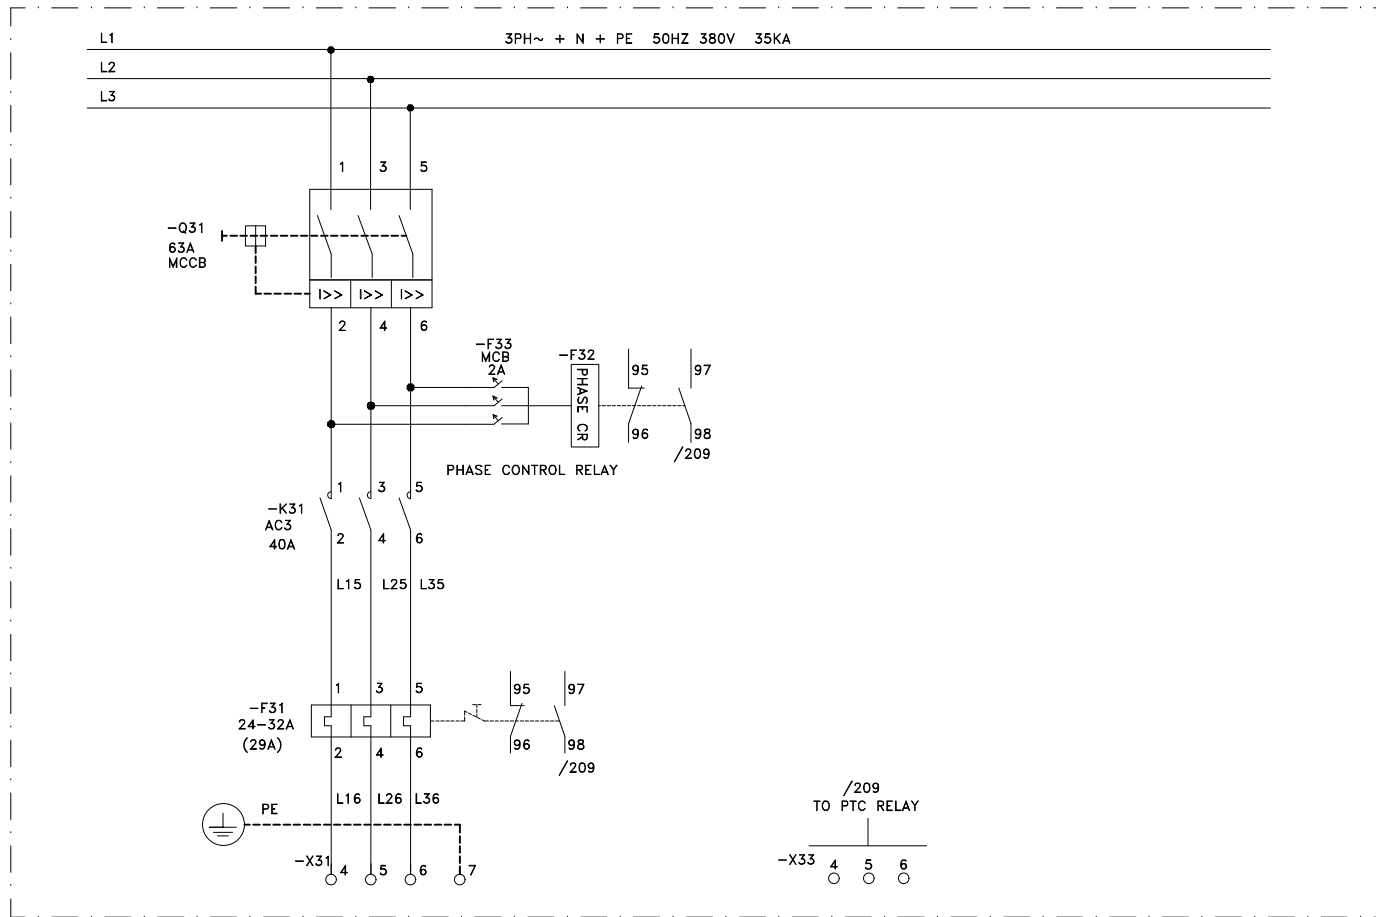 L1
3PH~ + N + PE 50HZ 380V 35KA
L2
L3
1 3 5
-Q31
63A
MCCB
I>> I>> I>>
2 4 6
-F33
MCB
2A
-F32
PHASE CR
95 97
96 98
/209
PHASE CONTROL RELAY
1 3 5
-K31
AC3
40A
2 4 6
L15 L25 L35
1 3 5
95 97
-F31
24-32A
(29A)
2 4 6
96 98
/209
L16 L26 L36
PE
-X31 4 5 6 7
/209
TO PTC RELAY
-X33 4 5 6